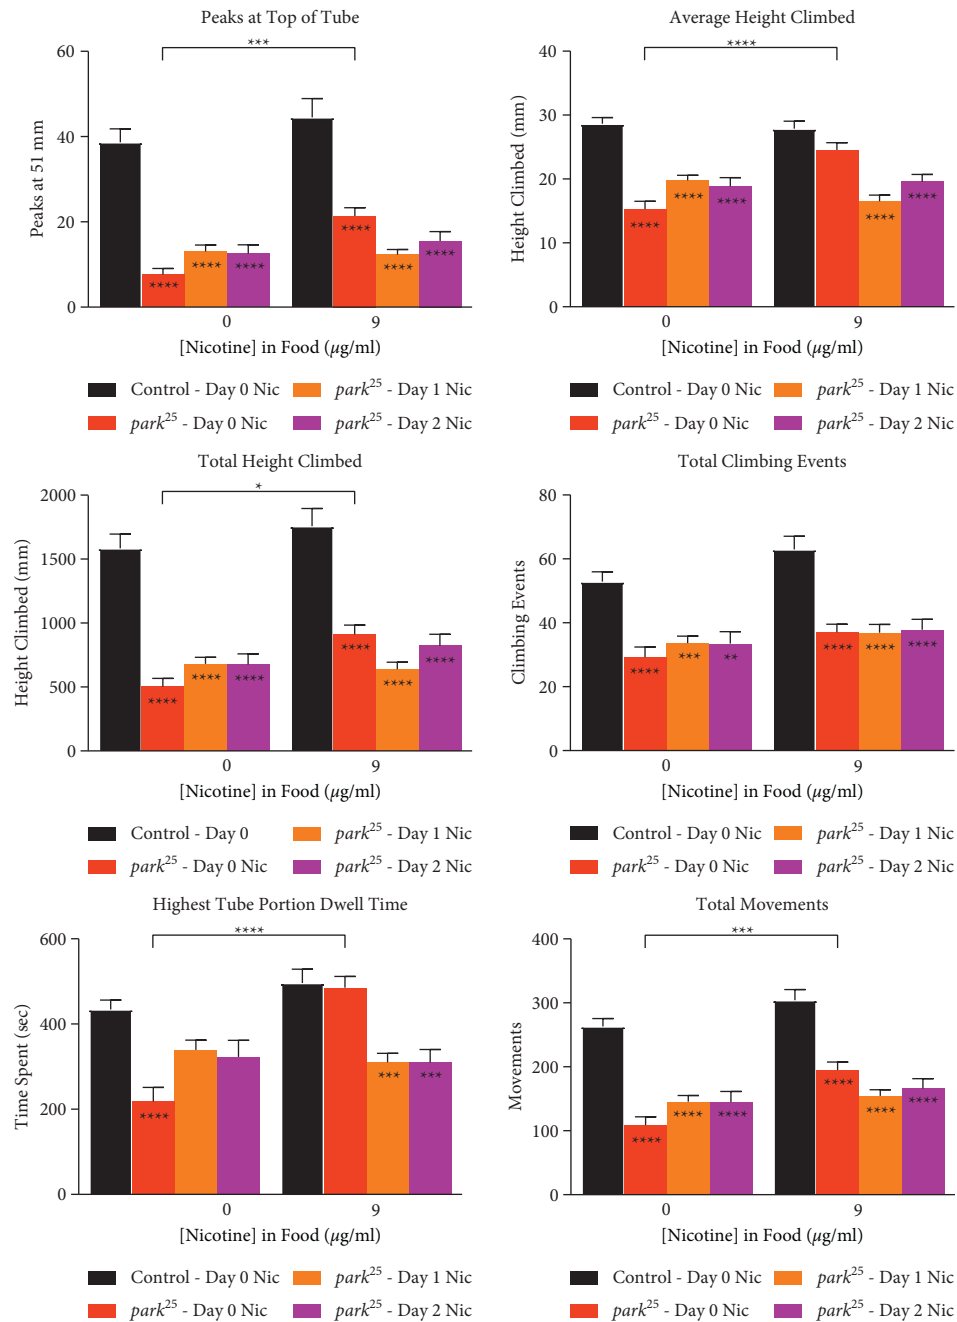 Peaks at Top of Tube
***
60
40
20
0
Peaks at 51 mm
**** **** ****
**** **** ****
0 9
[Nicotine] in Food (µg/ml)
Control - Day 0 Nic park²⁵ - Day 1 Nic
park²⁵ - Day 0 Nic park²⁵ - Day 2 Nic
Average Height Climbed
****
40
30
20
10
0
Height Climbed (mm)
**** **** ****
**** ****
0 9
[Nicotine] in Food (µg/ml)
Control - Day 0 Nic park²⁵ - Day 1 Nic
park²⁵ - Day 0 Nic park²⁵ - Day 2 Nic
Total Height Climbed
*
2000
1500
1000
500
0
Height Climbed (mm)
**** **** ****
**** **** ****
0 9
[Nicotine] in Food (µg/ml)
Control - Day 0 park²⁵ - Day 1 Nic
park²⁵ - Day 0 Nic park²⁵ - Day 2 Nic
Total Climbing Events
80
60
40
20
0
Climbing Events
**** *** **
**** **** ****
0 9
[Nicotine] in Food (µg/ml)
Control - Day 0 Nic park²⁵ - Day 1 Nic
park²⁵ - Day 0 Nic park²⁵ - Day 2 Nic
Highest Tube Portion Dwell Time
****
600
400
200
0
Time Spent (sec)
****
*** ***
0 9
[Nicotine] in Food (µg/ml)
Control - Day 0 Nic park²⁵ - Day 1 Nic
park²⁵ - Day 0 Nic park²⁵ - Day 2 Nic
Total Movements
***
400
300
200
100
0
Movements
**** **** ****
**** **** ****
0 9
[Nicotine] in Food (µg/ml)
Control - Day 0 Nic park²⁵ - Day 1 Nic
park²⁵ - Day 0 Nic park²⁵ - Day 2 Nic